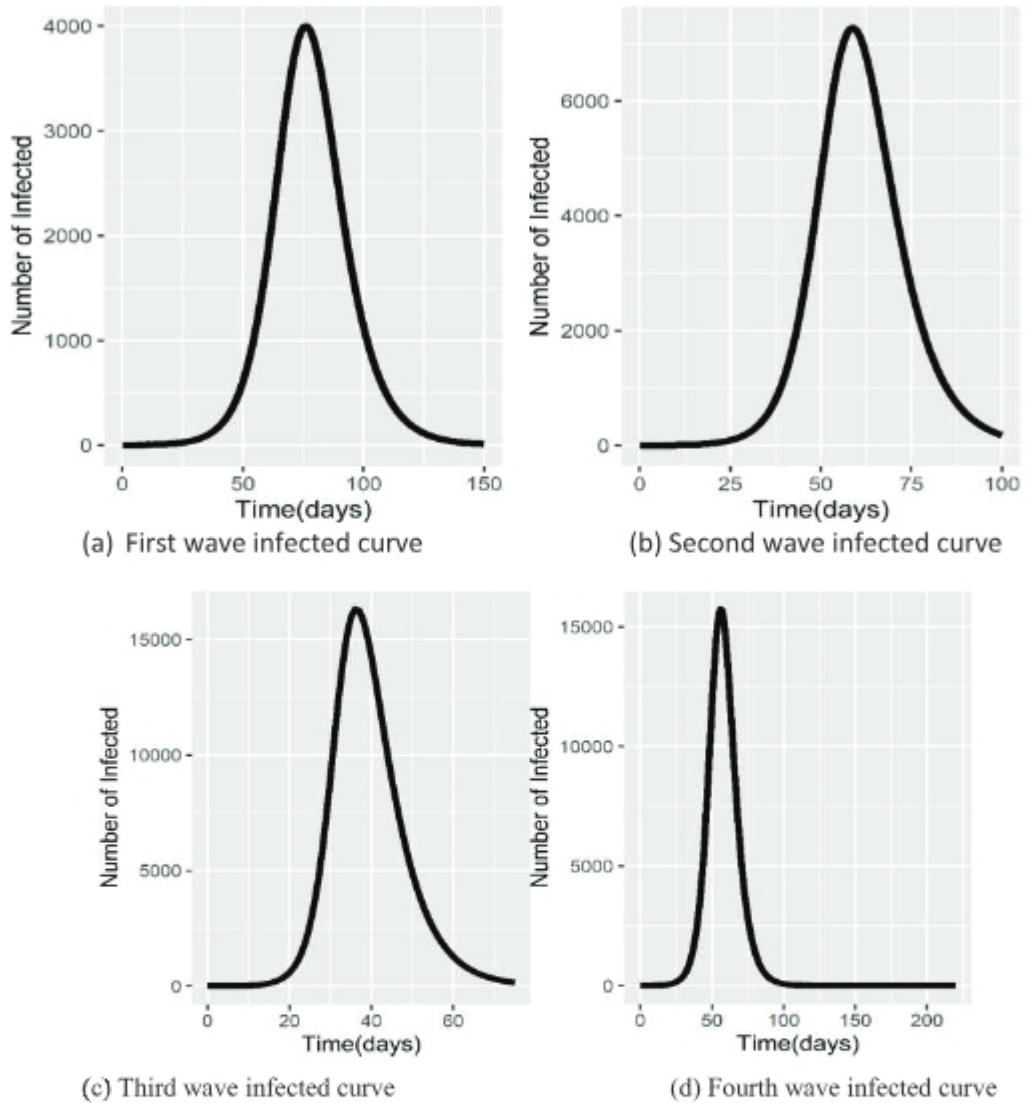 Number of Infected
4000
3000
2000
1000
0
0 50 100 150
Time(days)
(a) First wave infected curve
Number of Infected
6000
4000
2000
0
0 25 50 75 100
Time(days)
(b) Second wave infected curve
Number of Infected
15000
10000
5000
0
0 20 40 60
Time(days)
(c) Third wave infected curve
Number of Infected
15000
10000
5000
0
0 50 100 150 200
Time(days)
(d) Fourth wave infected curve